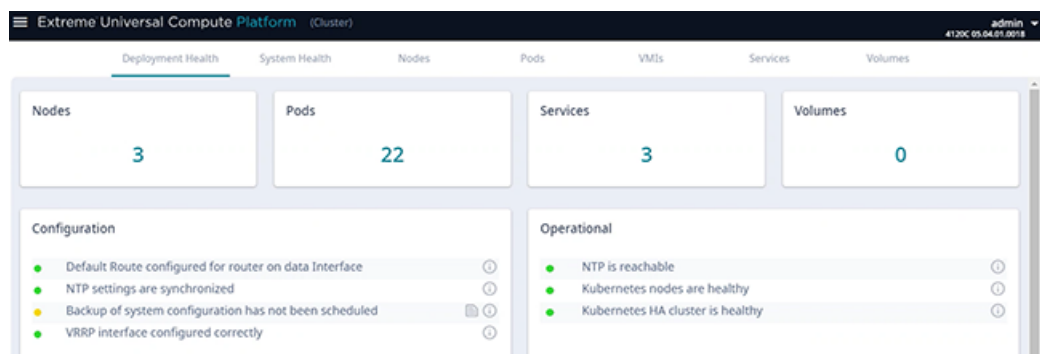 Extreme Universal Compute Platform (Cluster)
admin
4120C 05.04.01.0018
Deployment Health System Health Nodes Pods VMIs Services Volumes
Nodes
3
Pods
22
Services
3
Volumes
0
Configuration
Default Route configured for router on data Interface
NTP settings are synchronized
Backup of system configuration has not been scheduled
VRRP interface configured correctly
Operational
NTP is reachable
Kubernetes nodes are healthy
Kubernetes HA cluster is healthy